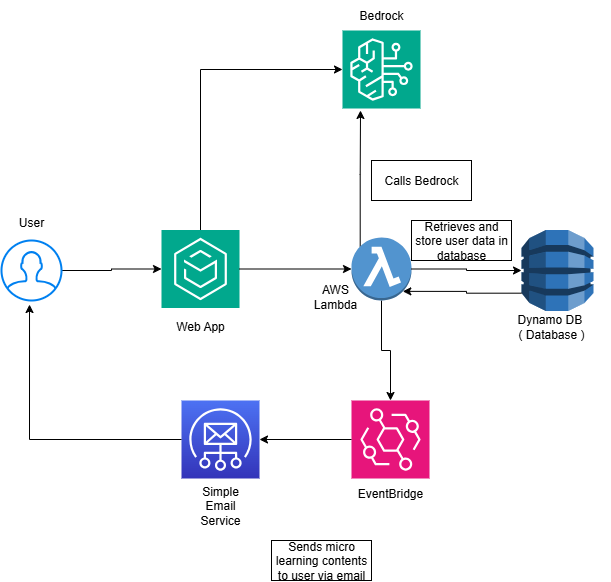 Bedrock
Calls Bedrock
User
Retrieves and
store user data in
database
AWS
Lambda
Web App
Dynamo DB
( Database )
Simple
Email
Service
EventBridge
Sends micro
learning contents
to user via email